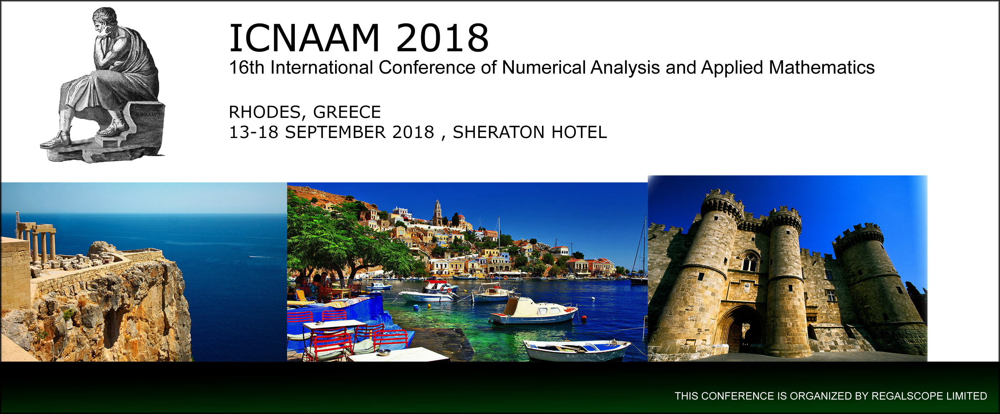 ICNAAM 2018
16th International Conference of Numerical Analysis and Applied Mathematics
ICNAAM
RHODES, GREECE
13-18 SEPTEMBER 2018 , SHERATON HOTEL
THIS CONFERENCE IS ORGANIZED BY REGALSCOPE LIMITED